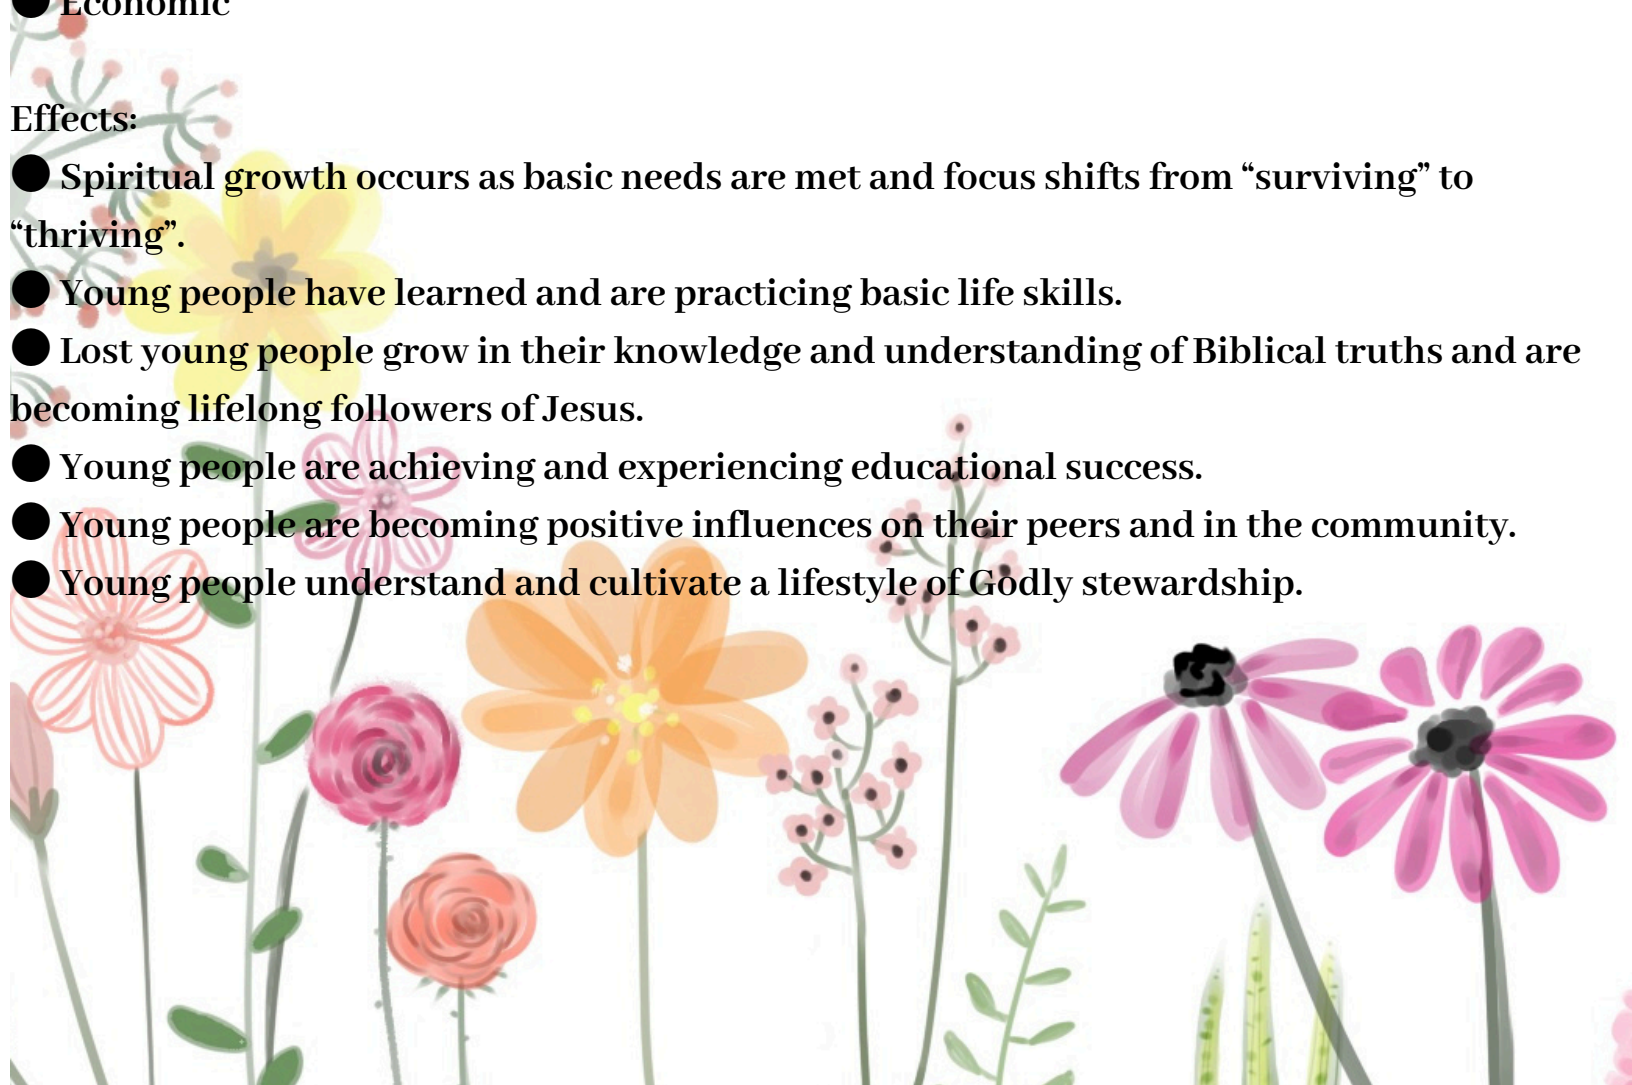 ● Economic
Effects:
● Spiritual growth occurs as basic needs are met and focus shifts from “surviving” to
“thriving”.
● Young people have learned and are practicing basic life skills.
● Lost young people grow in their knowledge and understanding of Biblical truths and are
becoming lifelong followers of Jesus.
● Young people are achieving and experiencing educational success.
● Young people are becoming positive influences on their peers and in the community.
● Young people understand and cultivate a lifestyle of Godly stewardship.